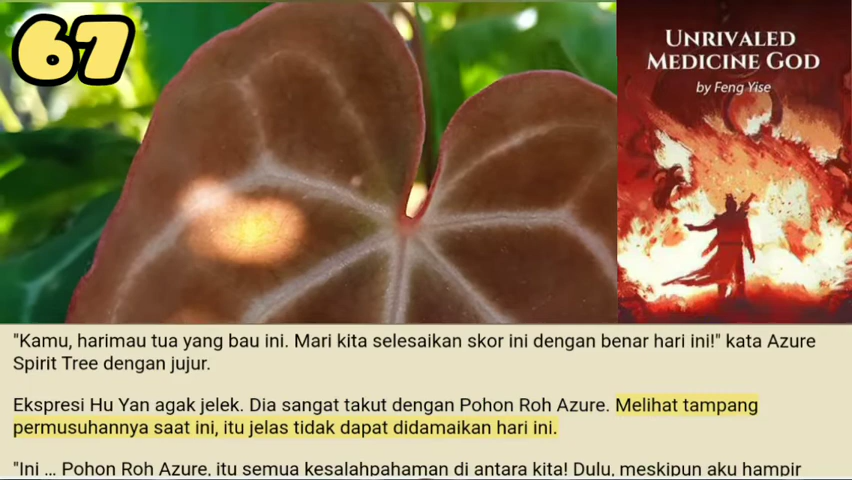 67
UNRIVALED
MEDICINE GOD
by Feng Yise
"Kamu, harimau tua yang bau ini. Mari kita selesaikan skor ini dengan benar hari ini!" kata Azure
Spirit Tree dengan jujur.
Ekspresi Hu Yan agak jelek. Dia sangat takut dengan Pohon Roh Azure. Melihat tampang
permusuhannya saat ini, itu jelas tidak dapat didamaikan hari ini.
"Ini ... Pohon Roh Azure, itu semua kesalahpahaman di antara kita! Dulu, meskipun aku hampir